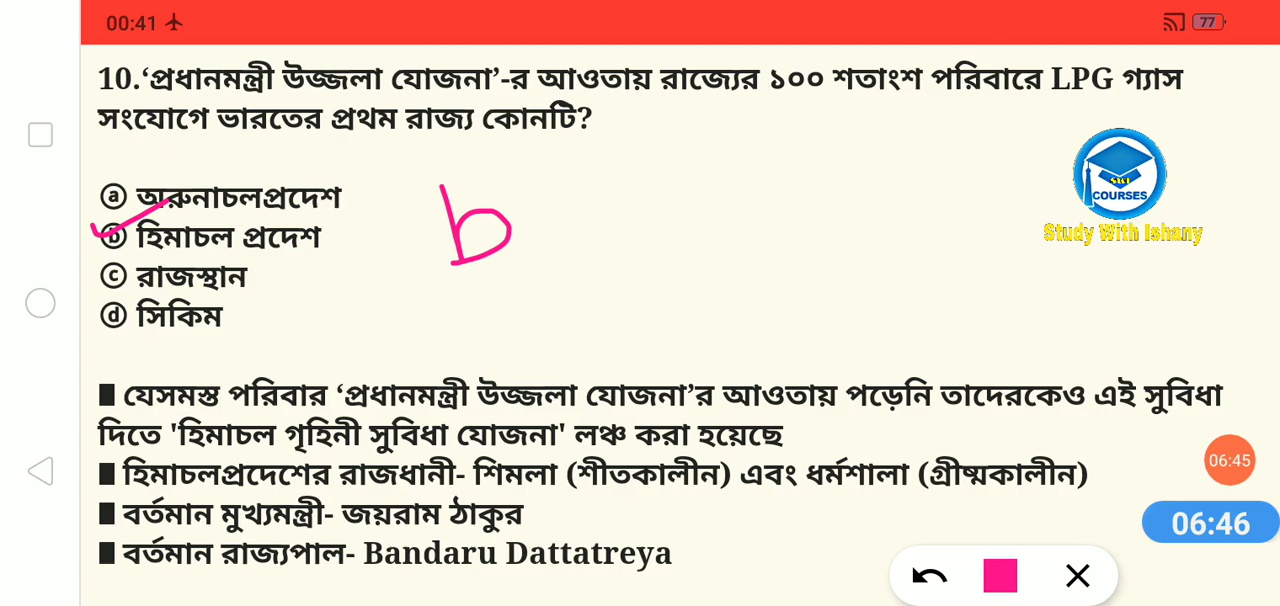 00:41
77
10.‘প্রধানমন্ত্রী উজ্জলা যোজনা’-র আওতায় রাজ্যের ১০০ শতাংশ পরিবারে LPG গ্যাস
সংযোগে ভারতের প্রথম রাজ্য কোনটি?
ⓐ অরুনাচলপ্রদেশ
ⓑ হিমাচল প্রদেশ
b
ⓒ রাজস্থান
ⓓ সিকিম
COURSES
Study With Ishany
■ যেসমস্ত পরিবার ‘প্রধানমন্ত্রী উজ্জলা যোজনা’র আওতায় পড়েনি তাদেরকেও এই সুবিধা
দিতে 'হিমাচল গৃহিনী সুবিধা যোজনা' লঞ্চ করা হয়েছে
■ হিমাচলপ্রদেশের রাজধানী- শিমলা (শীতকালীন) এবং ধর্মশালা (গ্রীষ্মকালীন)
■ বর্তমান মুখ্যমন্ত্রী- জয়রাম ঠাকুর
■ বর্তমান রাজ্যপাল- Bandaru Dattatreya
06:45
06:46